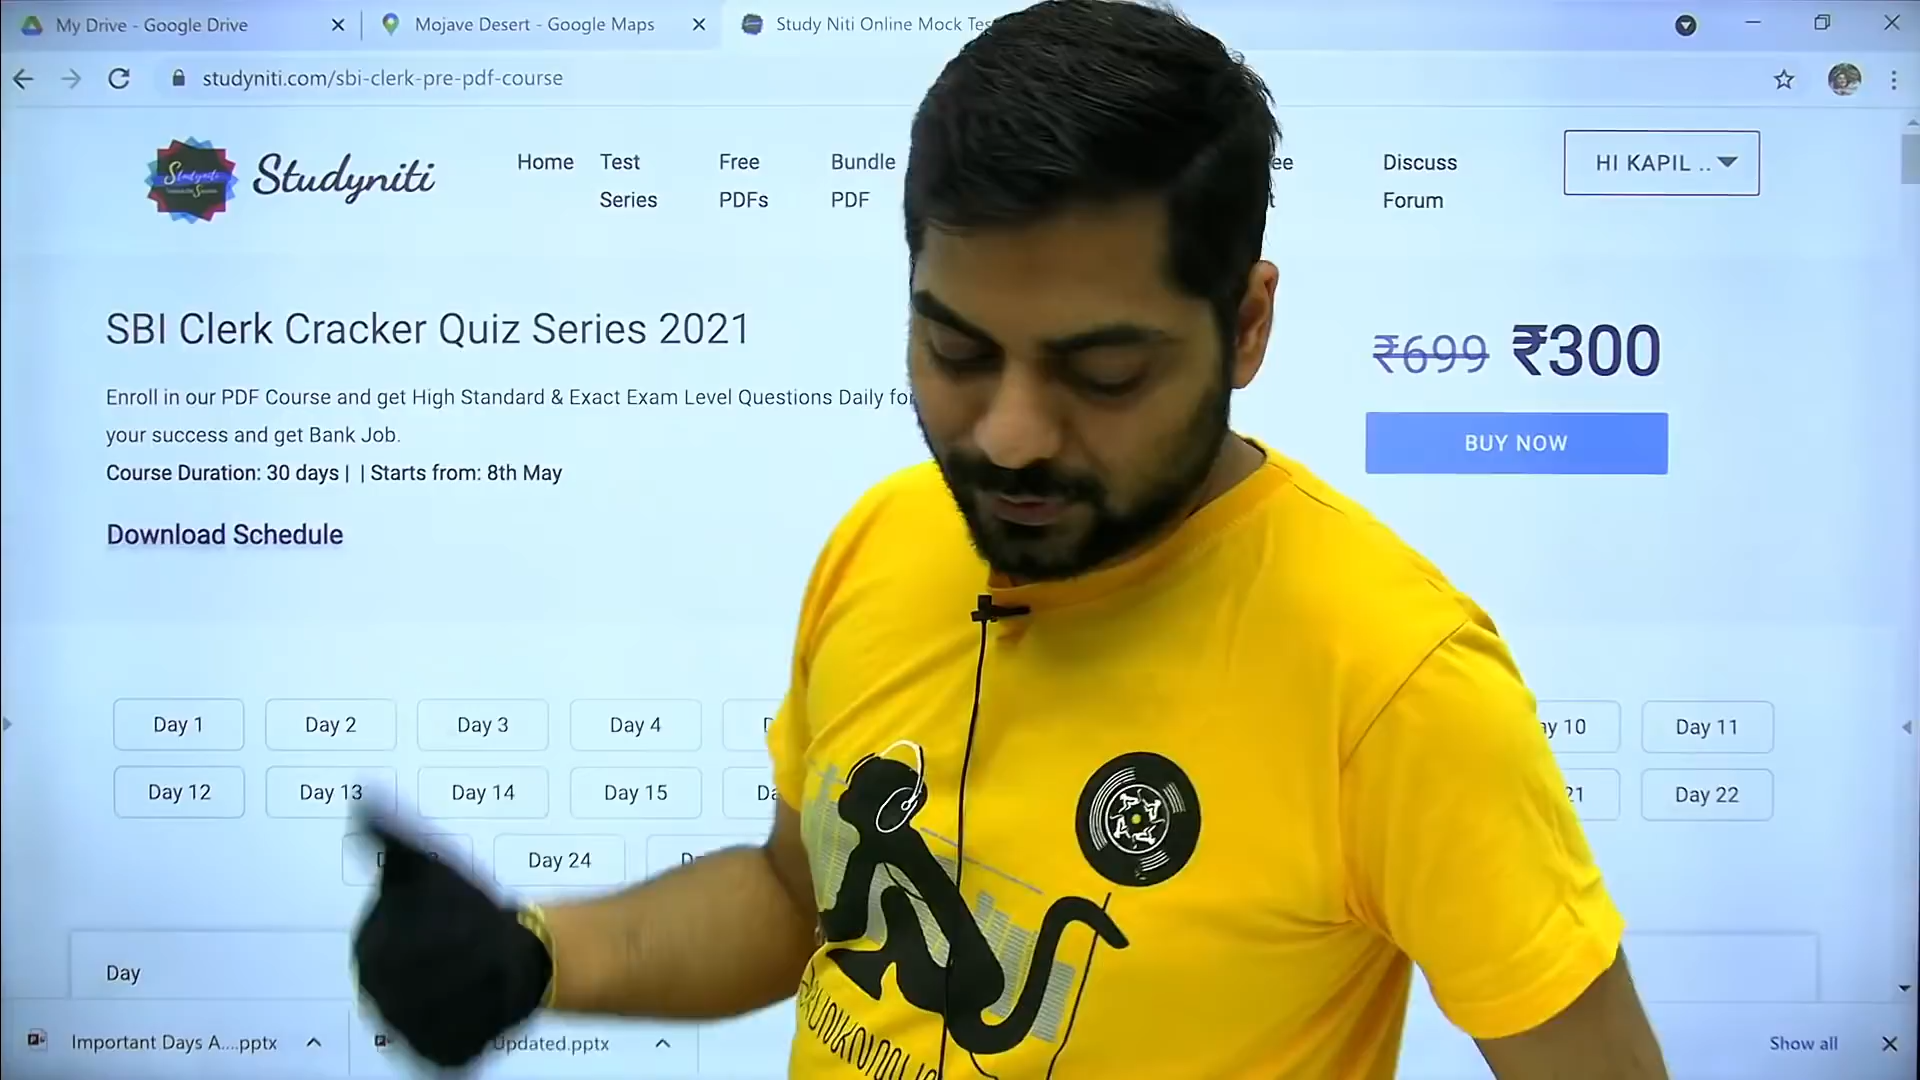 My Drive - Google Drive
Mojave Desert - Google Maps
Study Niti Online Mock Tes
studyniti.com/sbi-clerk-pre-pdf-course
Studyniti
Studyniti
Home
Test Series
Free PDFs
Bundle PDF
Discuss Forum
HI KAPIL ..
SBI Clerk Cracker Quiz Series 2021
₹699 ₹300
Enroll in our PDF Course and get High Standard & Exact Exam Level Questions Daily for
your success and get Bank Job.
BUY NOW
Course Duration: 30 days | | Starts from: 8th May
Download Schedule
Day 1
Day 2
Day 3
Day 4
10
Day 11
Day 12
Day 13
Day 14
Day 15
21
Day 22
Day 24
Day
Important Days A....pptx
Updated.pptx
Show all